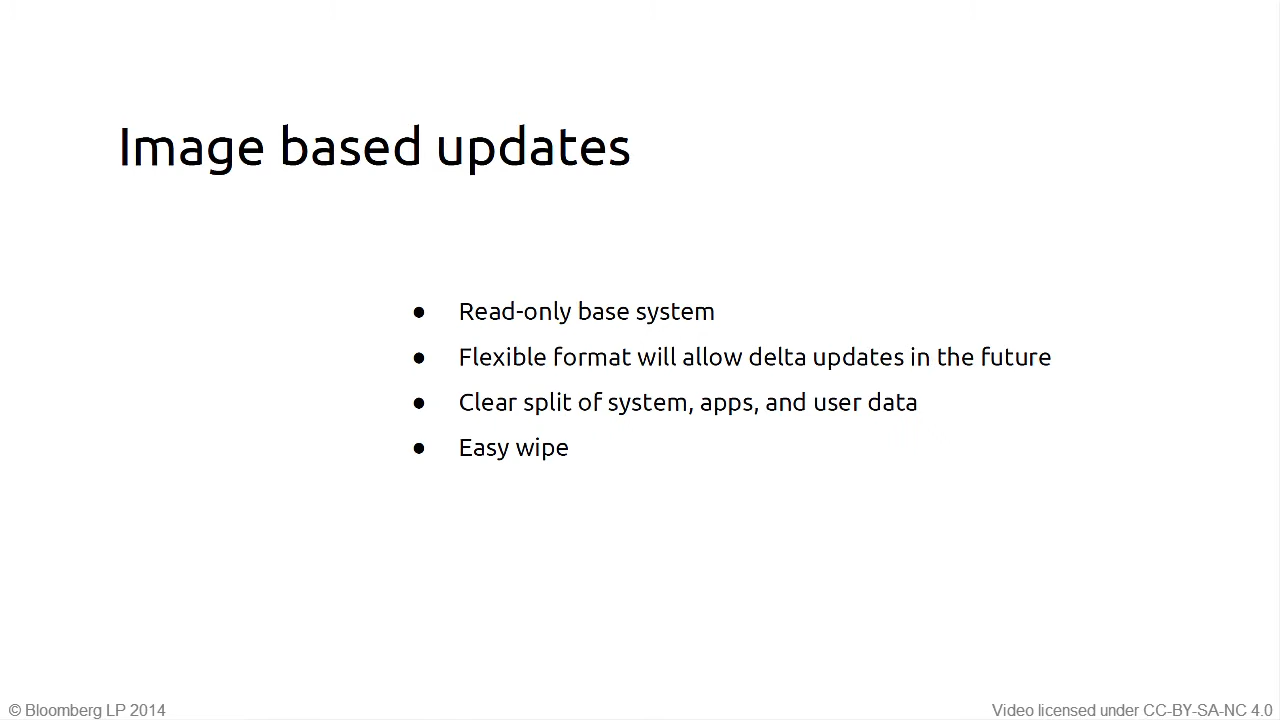 Image based updates
● Read-only base system
● Flexible format will allow delta updates in the future
● Clear split of system, apps, and user data
● Easy wipe
© Bloomberg LP 2014
Video licensed under CC-BY-SA-NC 4.0